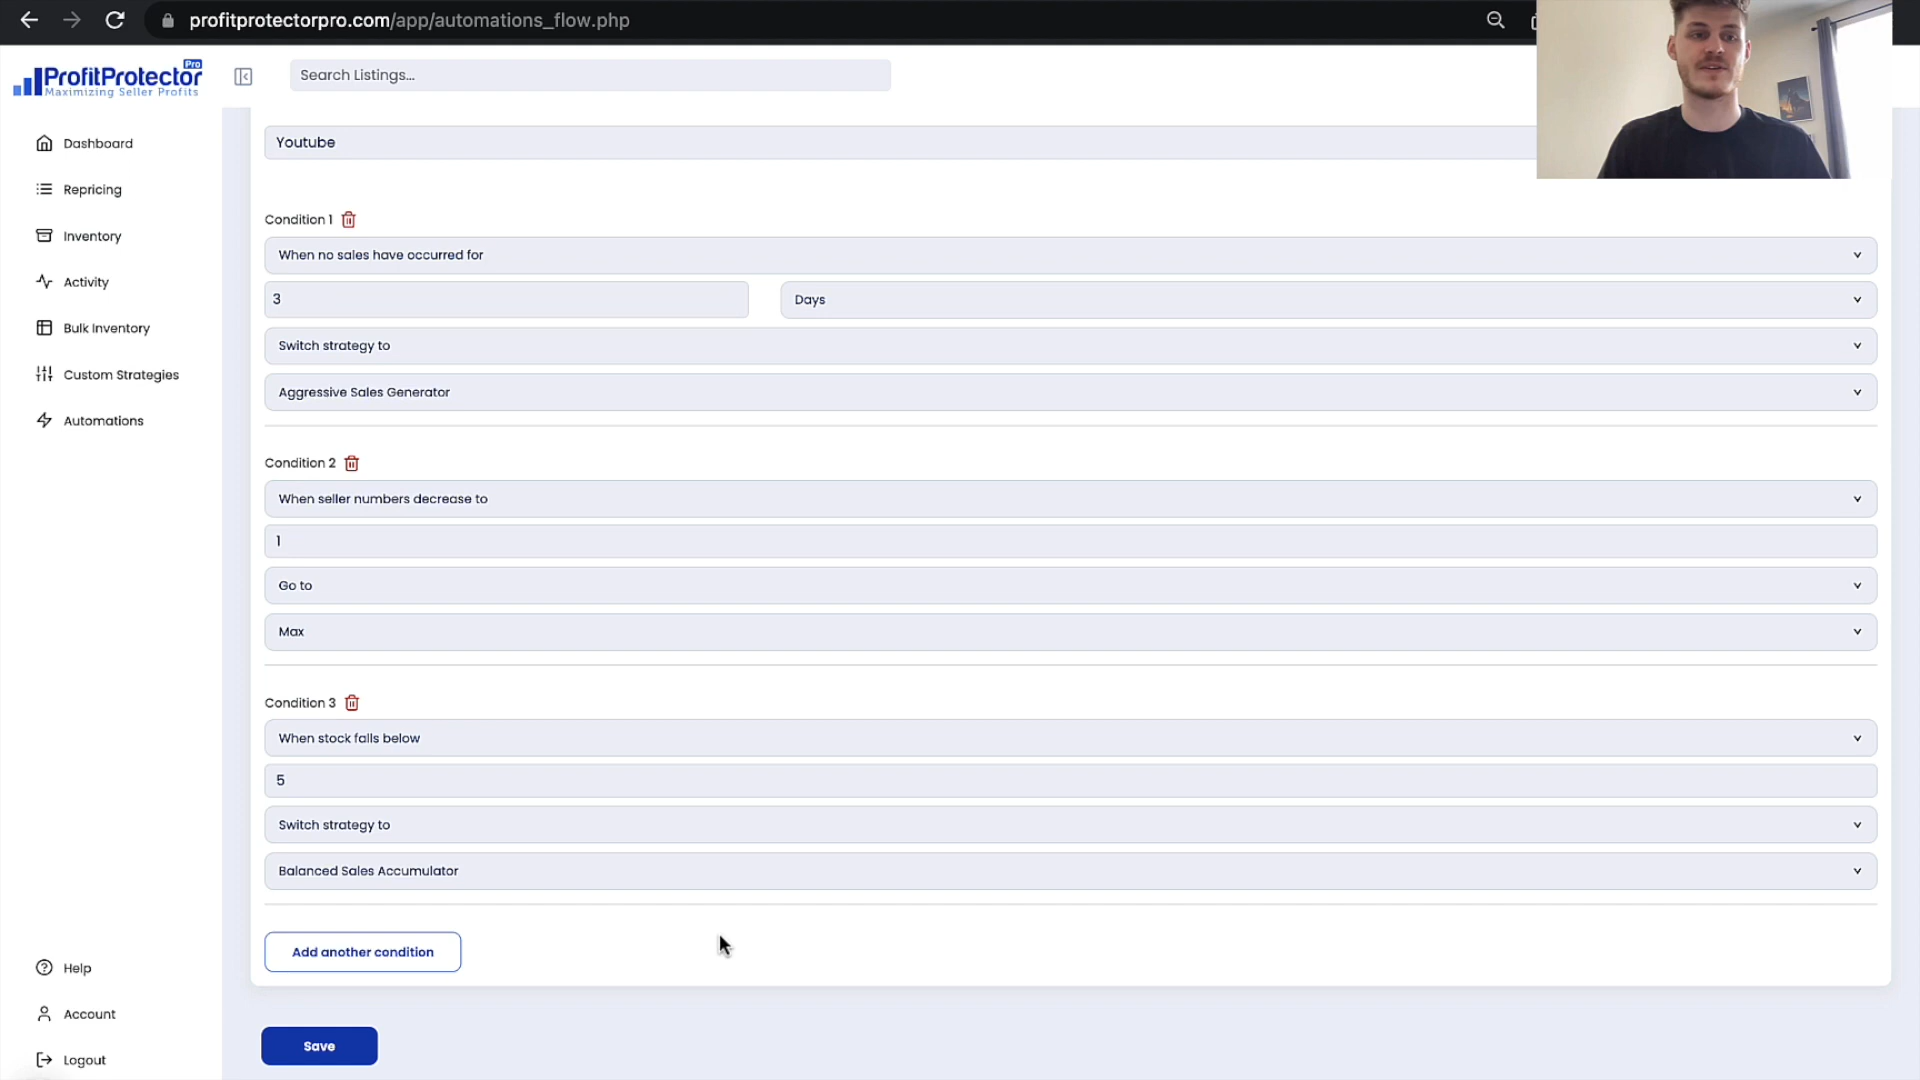 profitprotectorpro.com/app/automations_flow.php
ProfitProtector Pro
Maximizing Seller Profits
Search Listings...
Dashboard
Repricing
Inventory
Activity
Bulk Inventory
Custom Strategies
Automations
Help
Account
Logout
Youtube
Condition 1
When no sales have occurred for
3
Days
Switch strategy to
Aggressive Sales Generator
Condition 2
When seller numbers decrease to
1
Go to
Max
Condition 3
When stock falls below
5
Switch strategy to
Balanced Sales Accumulator
Add another condition
Save